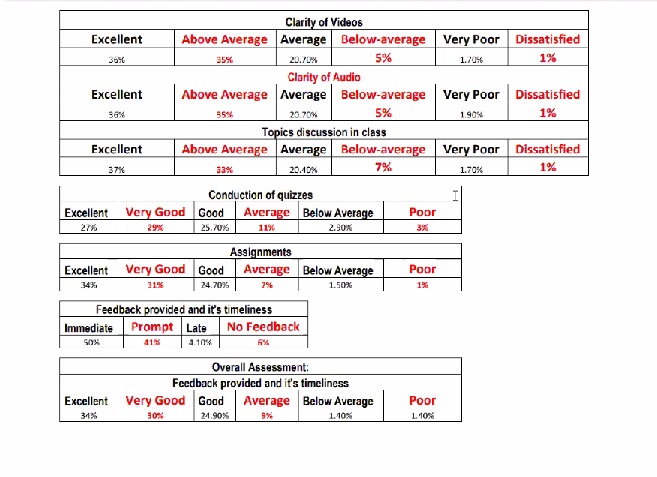 Clarity of Videos
Excellent Above Average Average Below-average Very Poor Dissatisfied
36% 35% 20.70% 5% 1.70% 1%
Clarity of Audio
Excellent Above Average Average Below-average Very Poor Dissatisfied
36% 35% 20.70% 5% 1.90% 1%
Topics discussion in class
Excellent Above Average Average Below-average Very Poor Dissatisfied
37% 33% 20.40% 7% 1.70% 1%
Conduction of quizzes
Excellent Very Good Good Average Below Average Poor
27% 29% 25.70% 11% 2.90% 3%
Assignments
Excellent Very Good Good Average Below Average Poor
34% 31% 24.70% 7% 1.50% 1%
Feedback provided and it's timeliness
Immediate Prompt Late No Feedback
50% 41% 4.10% 6%
Overall Assessment:
Feedback provided and it's timeliness
Excellent Very Good Good Average Below Average Poor
34% 30% 24.90% 9% 1.40% 1.40%